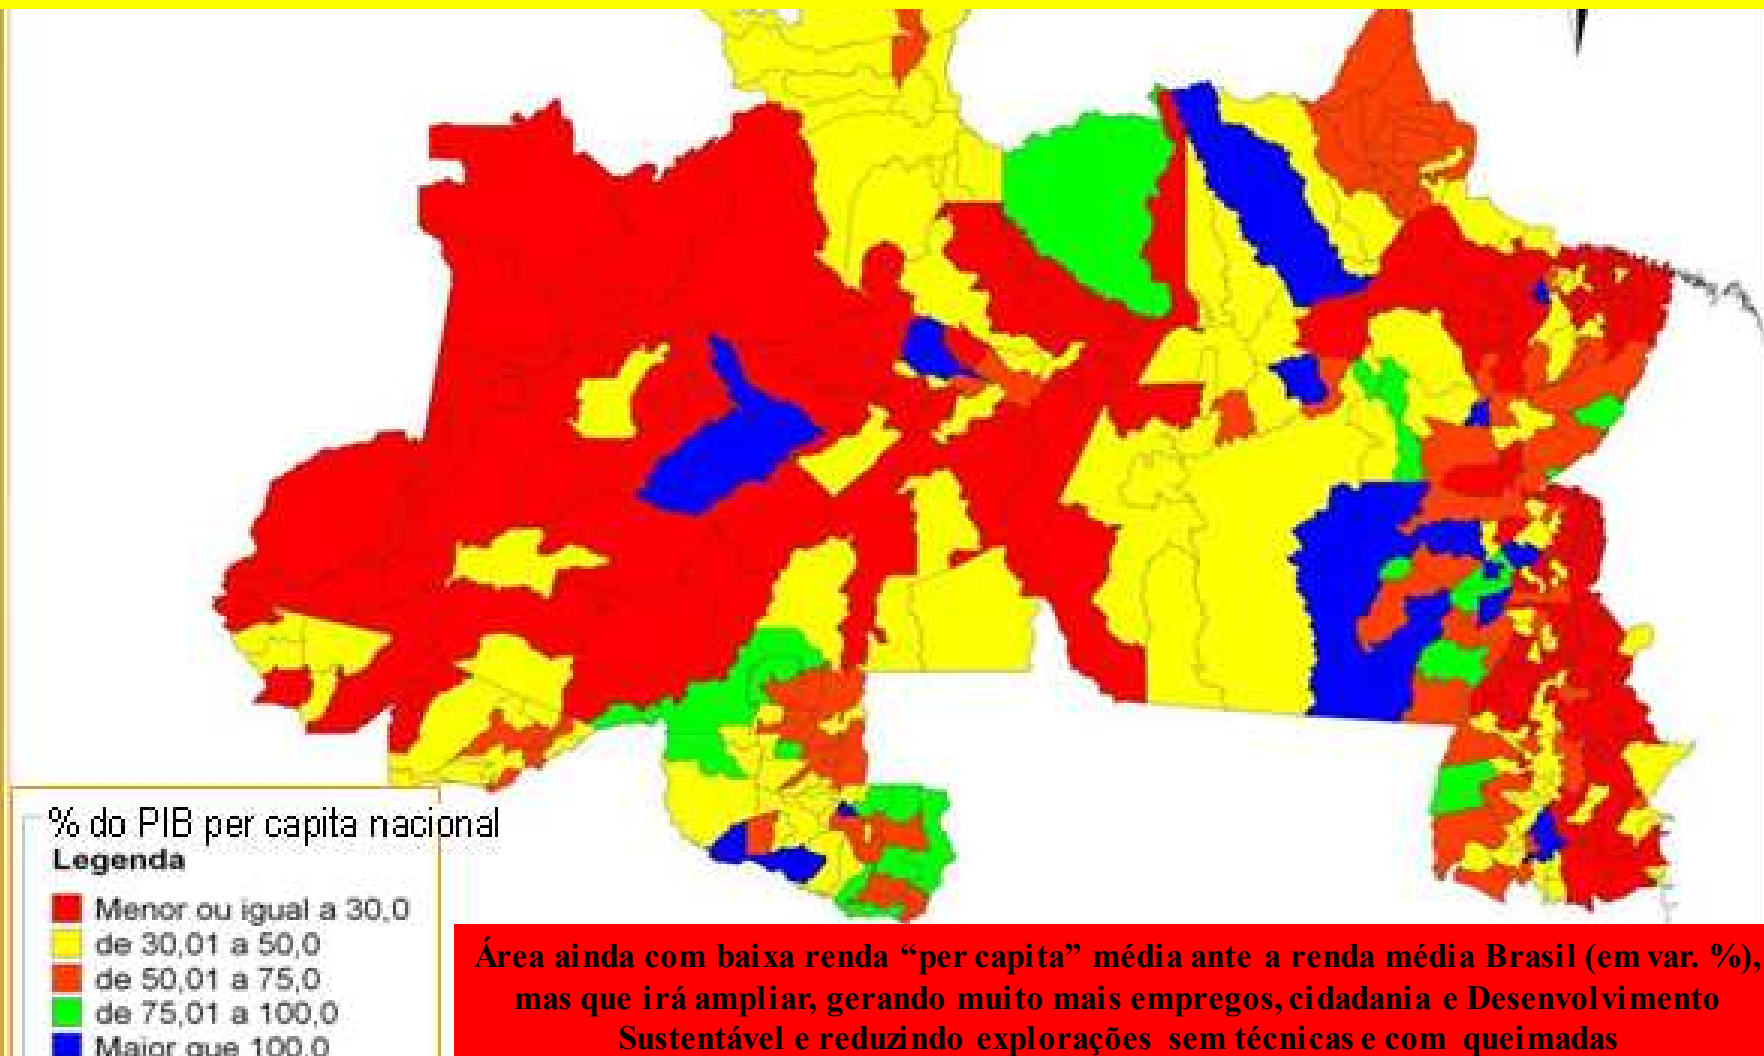 % do PIB per capita nacional
Legenda
Menor ou igual a 30,0
de 30,01 a 50,0
de 50,01 a 75,0
de 75,01 a 100,0
Maior que 100,0
Área ainda com baixa renda “per capita” média ante a renda média Brasil (em var. %),
mas que irá ampliar, gerando muito mais empregos, cidadania e Desenvolvimento
Sustentável e reduzindo explorações sem técnicas e com queimadas